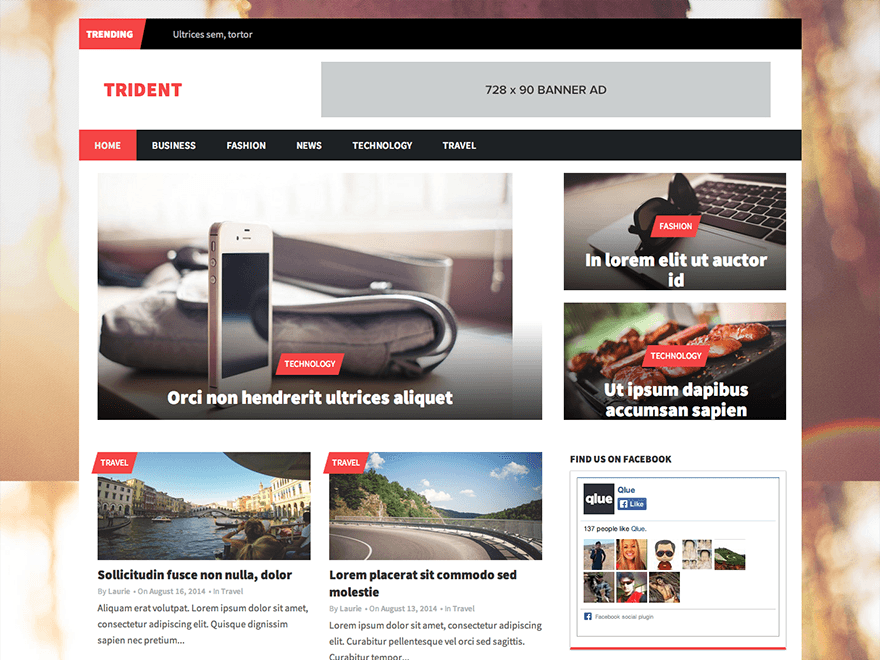 TRENDING
Ultrices sem, tortor
TRIDENT
728 x 90 BANNER AD
HOME
BUSINESS
FASHION
NEWS
TECHNOLOGY
TRAVEL
TECHNOLOGY
Orci non hendrerit ultrices aliquet
FASHION
In lorem elit ut auctor
id
TECHNOLOGY
Ut ipsum dapibus
accumsan sapien
TRAVEL
Sollicitudin fusce non nulla, dolor
By Laurie • On August 16, 2014 • In Travel
Aliquam erat volutpat. Lorem ipsum dolor sit amet,
consectetur adipiscing elit. Quisque dignissim
sapien nec pretium...
TRAVEL
Lorem placerat sit commodo sed
molestie
By Laurie • On August 13, 2014 • In Travel
Lorem ipsum dolor sit amet, consectetur adipiscing
elit. Curabitur pellentesque vel orci sed sagittis.
Curabitur tempor...
FIND US ON FACEBOOK
qlue
Qlue
Like
137 people like Qlue.
Facebook social plugin